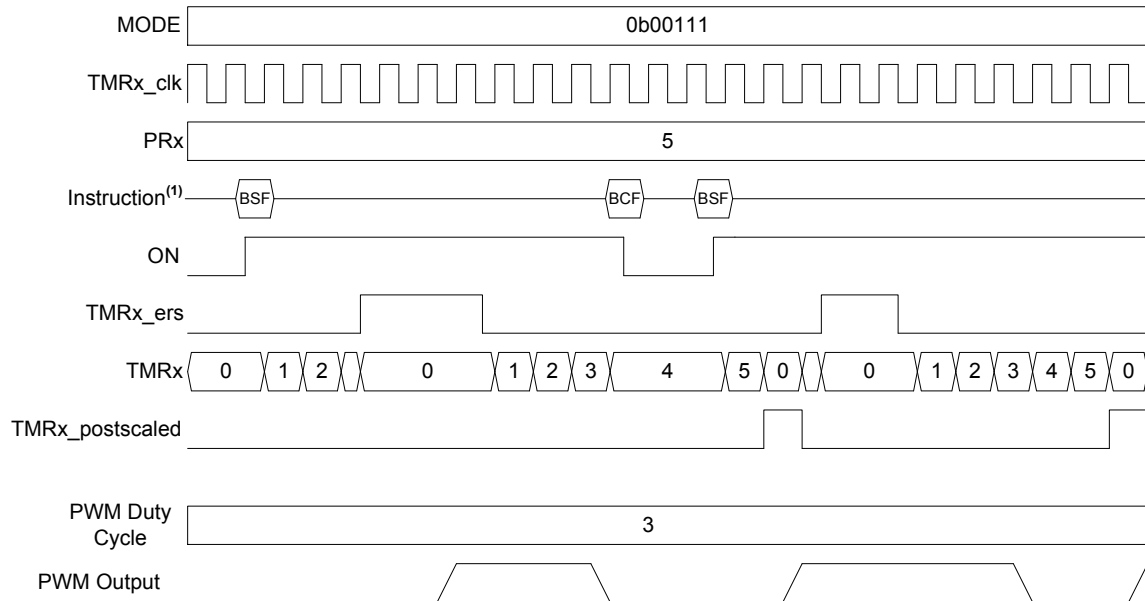 MODE 0b00111
TMRx_clk
PRx 5
Instruction(1) BSF BCF BSF
ON
TMRx_ers
TMRx 0 1 2 0 1 2 3 4 5 0 0 1 2 3 4 5 0
TMRx_postscaled
PWM Duty
Cycle 3
PWM Output